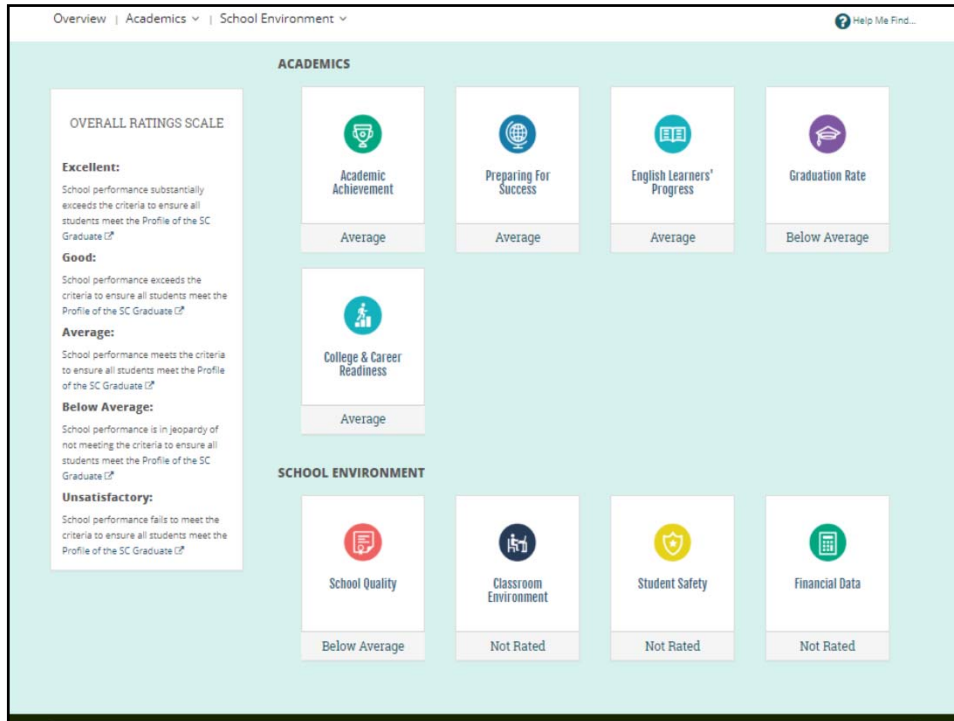 Overview | Academics | School Environment
Help Me Find...
OVERALL RATINGS SCALE
Excellent:
School performance substantially
exceeds the criteria to ensure all
students meet the Profile of the SC
Graduate
Good:
School performance exceeds the
criteria to ensure all students meet the
Profile of the SC Graduate
Average:
School performance meets the criteria
to ensure all students meet the Profile
of the SC Graduate
Below Average:
School performance is in jeopardy of
not meeting the criteria to ensure all
students meet the Profile of the SC
Graduate
Unsatisfactory:
School performance fails to meet the
criteria to ensure all students meet the
Profile of the SC Graduate
ACADEMICS
Academic
Achievement
Average
Preparing For
Success
Average
English Learners'
Progress
Average
Graduation Rate
Below Average
College & Career
Readiness
Average
SCHOOL ENVIRONMENT
School Quality
Below Average
Classroom
Environment
Not Rated
Student Safety
Not Rated
Financial Data
Not Rated